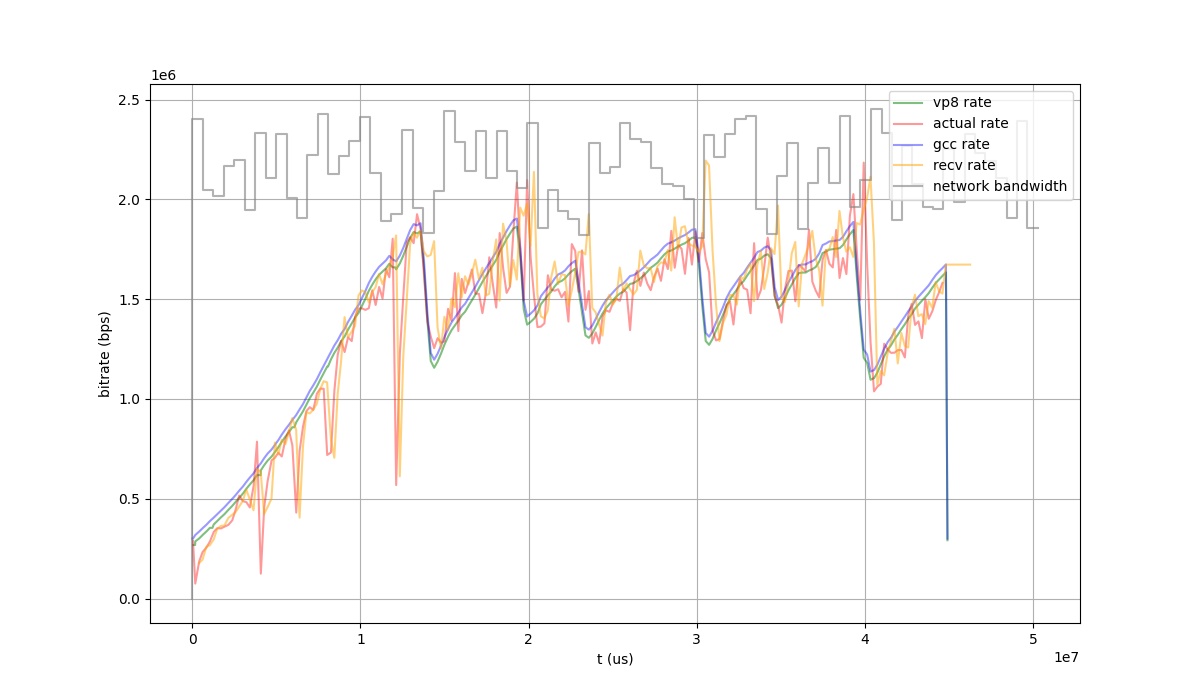 1e6
2.5
2.0
1.5
1.0
0.5
0.0
bitrate (bps)
vp8 rate
actual rate
gcc rate
recv rate
network bandwidth
0 1 2 3 4 5
1e7
t (us)